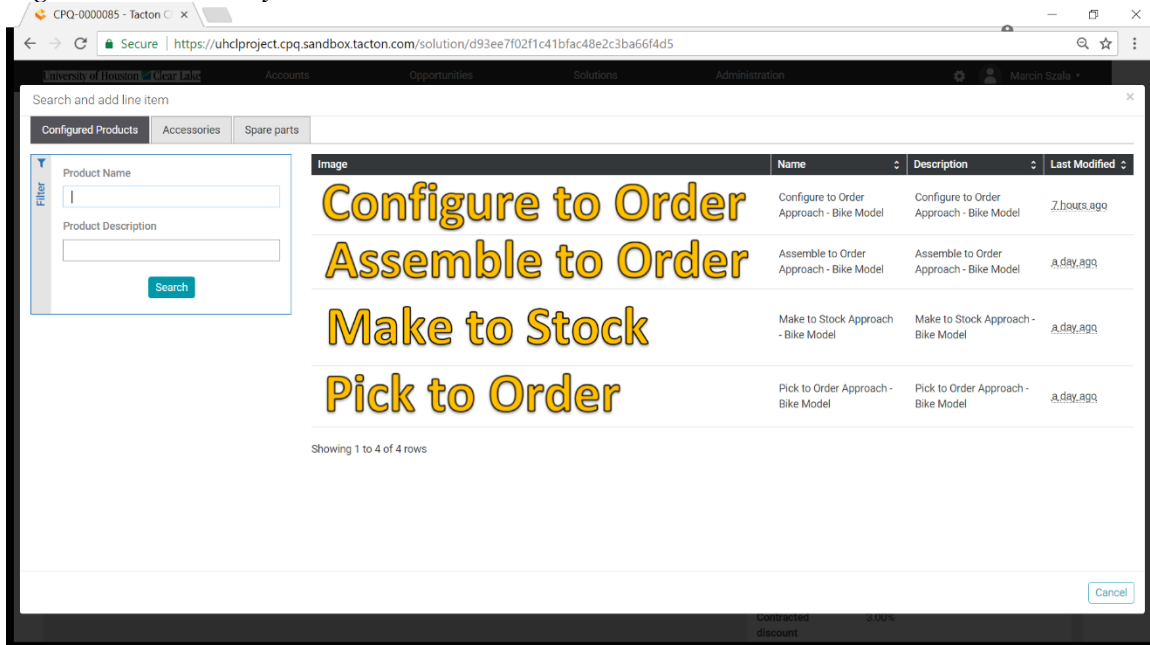 CPQ-0000085 - Tacton C
Secure | https://uhclproject.cpq.sandbox.tacton.com/solution/d93ee7f02f1c41bfac48e2c3ba66f4d5
University of Houston Clear Lake Accounts Opportunities Solutions Administration Marcin Szala
Search and add line item
Configured Products Accessories Spare parts
Filter
Product Name
Product Description
Search
Image Name Description Last Modified
Configure to Order
Configure to Order
Approach - Bike Model
Configure to Order
Approach - Bike Model
7 hours ago
Assemble to Order
Assemble to Order
Approach - Bike Model
Assemble to Order
Approach - Bike Model
a day ago
Make to Stock
Make to Stock Approach
- Bike Model
Make to Stock Approach -
Bike Model
a day ago
Pick to Order
Pick to Order Approach -
Bike Model
Pick to Order Approach -
Bike Model
a day ago
Showing 1 to 4 of 4 rows
Cancel
Contracted 3.00%
discount